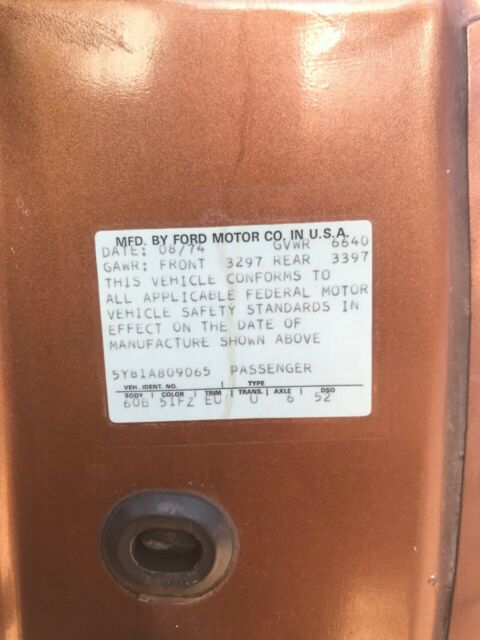 MFD. BY FORD MOTOR CO. IN U.S.A.
DATE: 08/74 GVWR 6640
GAWR: FRONT 3297 REAR 3397
THIS VEHICLE CONFORMS TO
ALL APPLICABLE FEDERAL MOTOR
VEHICLE SAFETY STANDARDS IN
EFFECT ON THE DATE OF
MANUFACTURE SHOWN ABOVE
5Y81A809065 PASSENGER
VEH. IDENT. NO. TYPE
BODY COLOR TRIM TRANS. AXLE DSO
60B 51FZ EU U 6 52